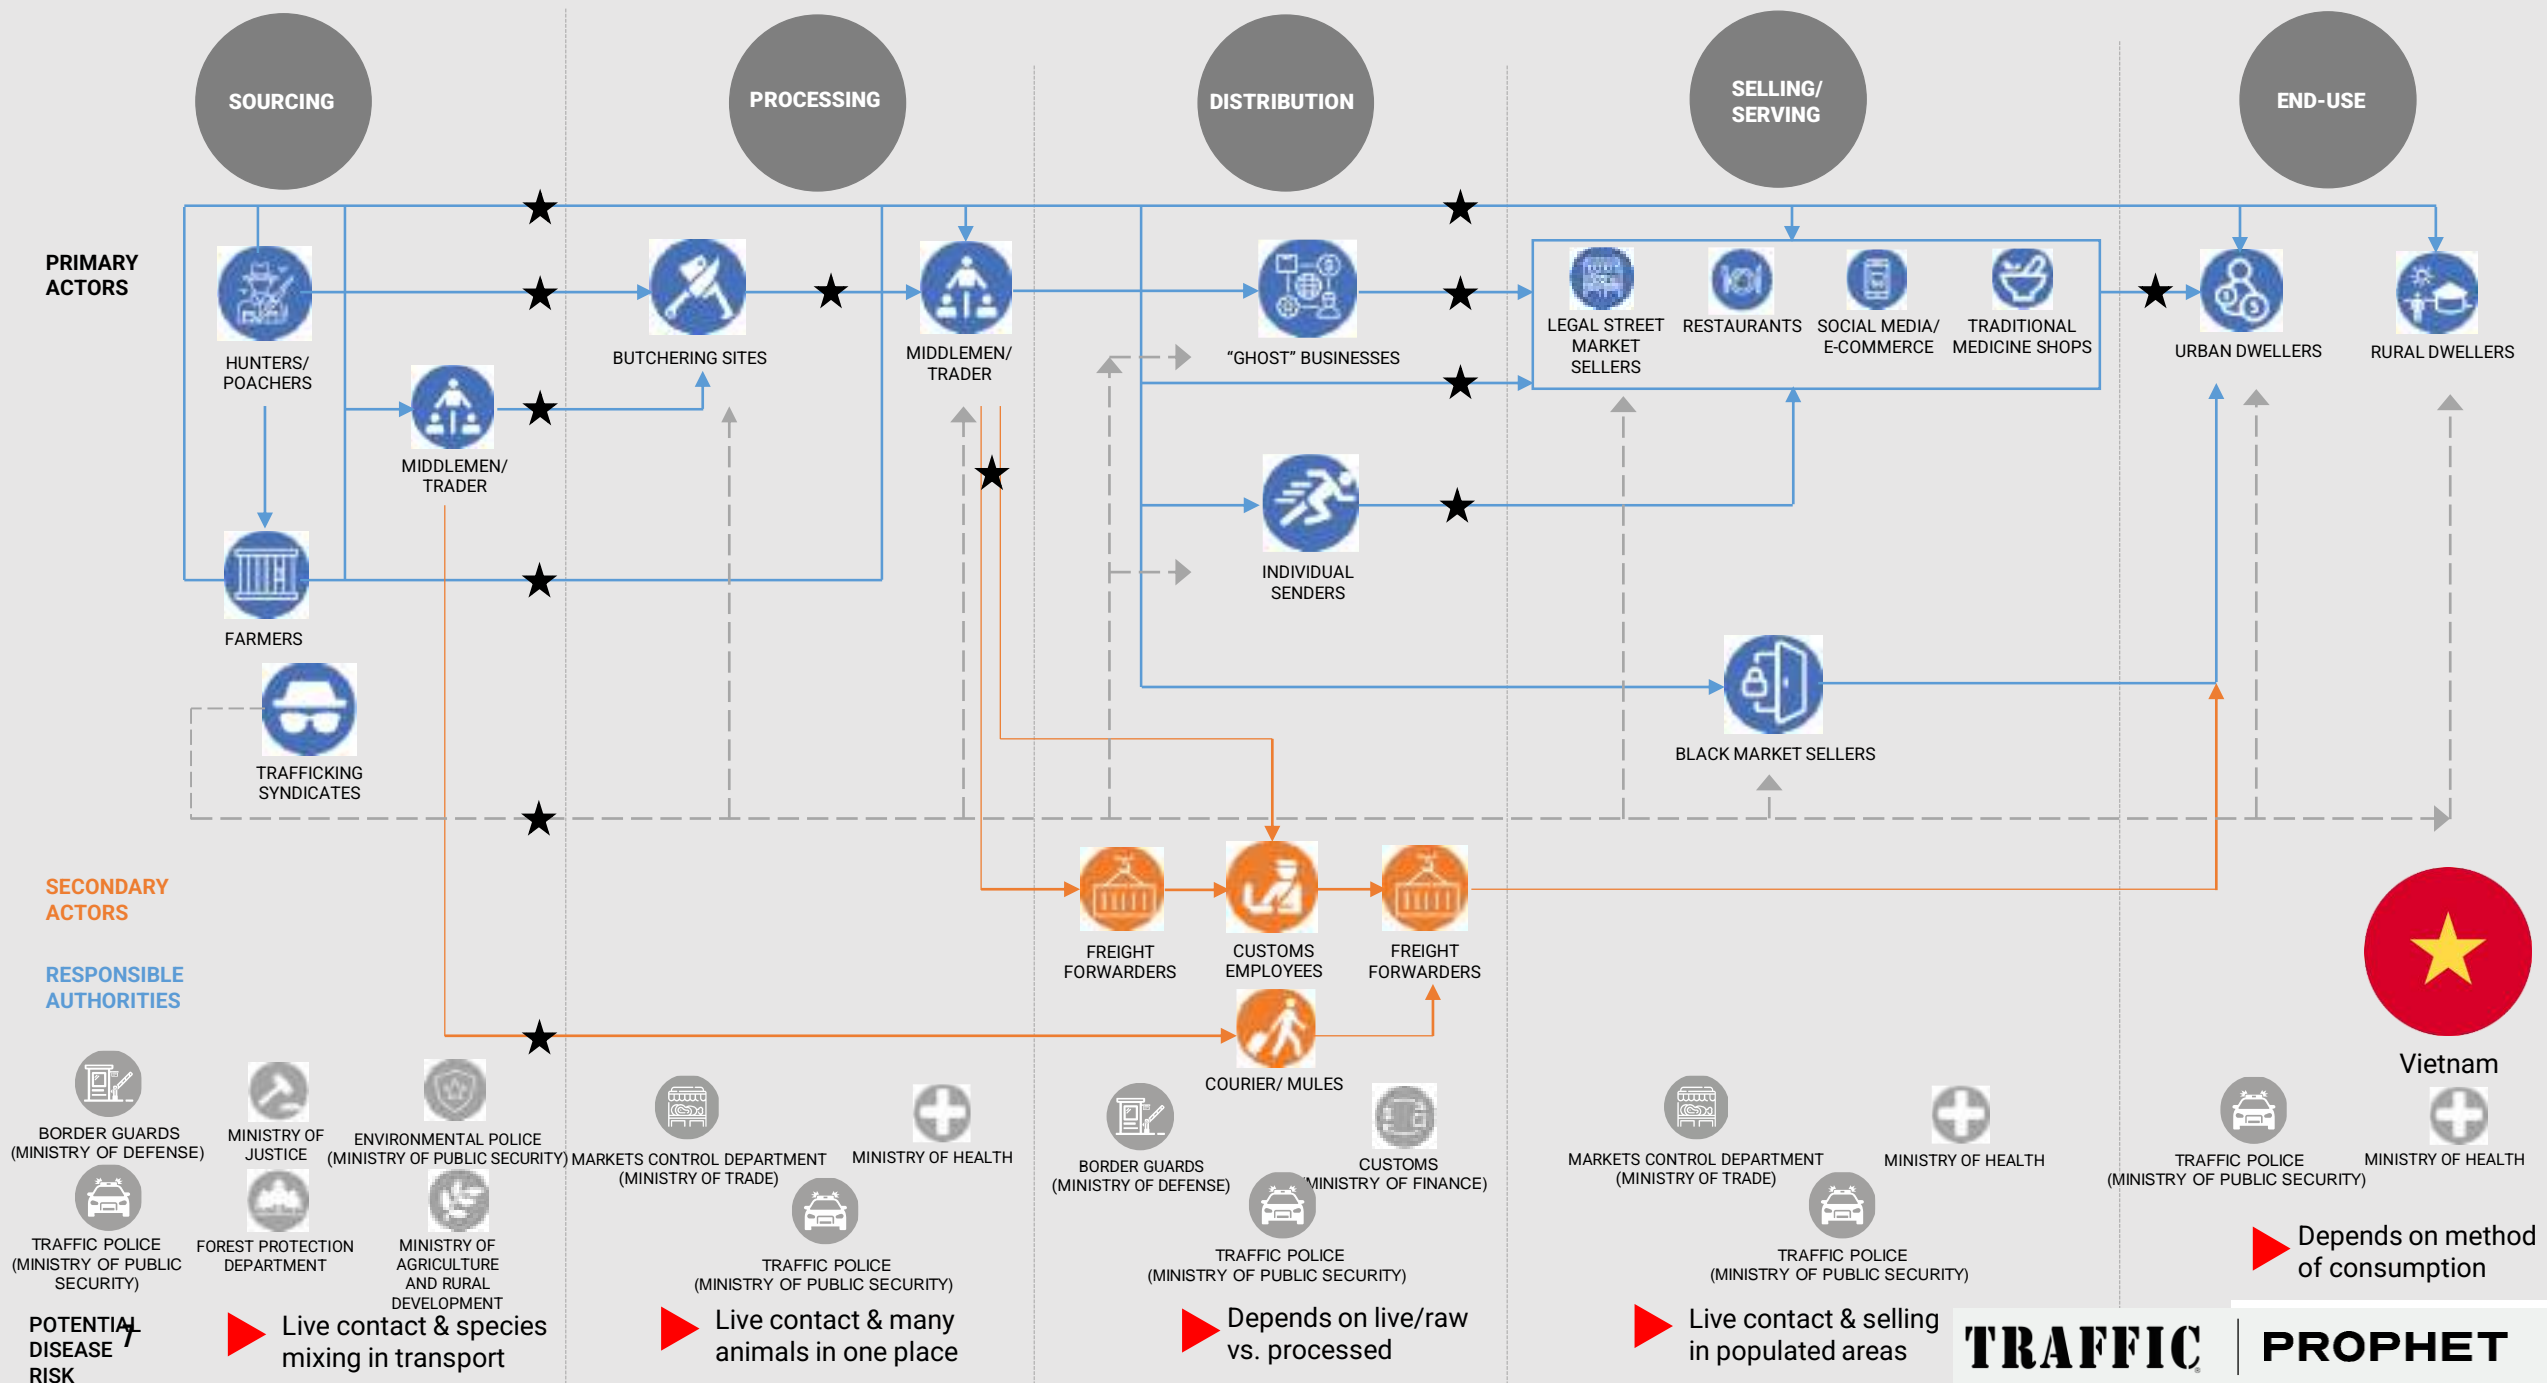 SOURCING
PROCESSING
DISTRIBUTION
SELLING/
SERVING
END-USE
PRIMARY
ACTORS
HUNTERS/
POACHERS
MIDDLEMEN/
TRADER
FARMERS
TRAFFICKING
SYNDICATES
BUTCHERING SITES
MIDDLEMEN/
TRADER
“GHOST” BUSINESSES
INDIVIDUAL
SENDERS
LEGAL STREET
MARKET
SELLERS
RESTAURANTS
SOCIAL MEDIA/
E-COMMERCE
TRADITIONAL
MEDICINE SHOPS
BLACK MARKET SELLERS
URBAN DWELLERS
RURAL DWELLERS
SECONDARY
ACTORS
FREIGHT
FORWARDERS
CUSTOMS
EMPLOYEES
FREIGHT
FORWARDERS
COURIER/ MULES
Vietnam
RESPONSIBLE
AUTHORITIES
BORDER GUARDS
(MINISTRY OF DEFENSE)
MINISTRY OF
JUSTICE
ENVIRONMENTAL POLICE
(MINISTRY OF PUBLIC SECURITY)
TRAFFIC POLICE
(MINISTRY OF PUBLIC
SECURITY)
FOREST PROTECTION
DEPARTMENT
MINISTRY OF
AGRICULTURE
AND RURAL
DEVELOPMENT
MARKETS CONTROL DEPARTMENT
(MINISTRY OF TRADE)
MINISTRY OF HEALTH
TRAFFIC POLICE
(MINISTRY OF PUBLIC SECURITY)
BORDER GUARDS
(MINISTRY OF DEFENSE)
CUSTOMS
(MINISTRY OF FINANCE)
TRAFFIC POLICE
(MINISTRY OF PUBLIC SECURITY)
MARKETS CONTROL DEPARTMENT
(MINISTRY OF TRADE)
MINISTRY OF HEALTH
TRAFFIC POLICE
(MINISTRY OF PUBLIC SECURITY)
TRAFFIC POLICE
(MINISTRY OF PUBLIC SECURITY)
MINISTRY OF HEALTH
POTENTIAL
DISEASE
RISK
7
Live contact & species
mixing in transport
Live contact & many
animals in one place
Depends on live/raw
vs. processed
Live contact & selling
in populated areas
Depends on method
of consumption
TRAFFIC
PROPHET